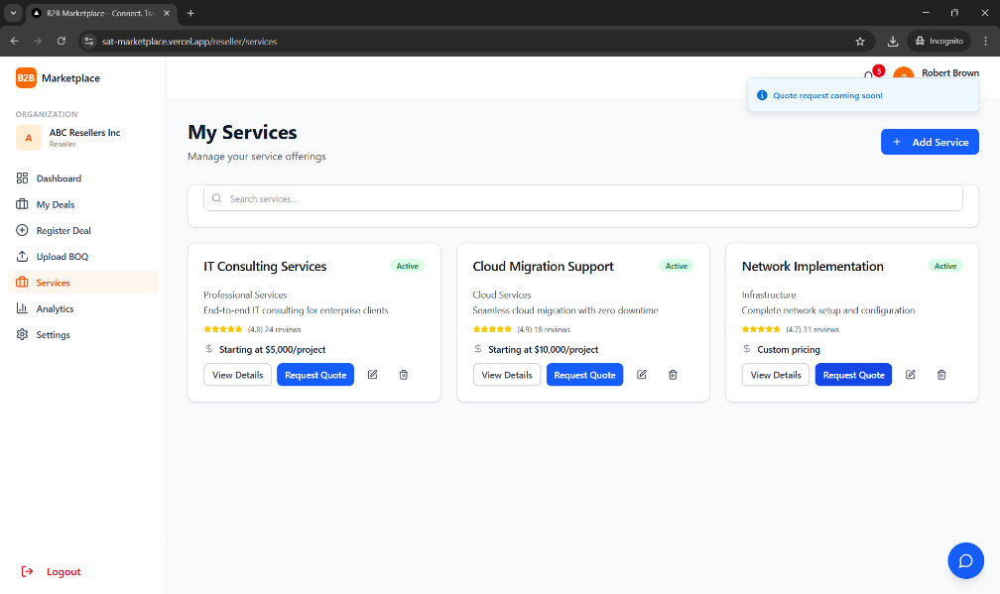 B2B Marketplace - Connect. Tra
sat-marketplace.vercel.app/reseller/services
Incognito
B2B Marketplace
5
Robert Brown
Quote request coming soon!
ORGANIZATION
A
ABC Resellers Inc
Reseller
Dashboard
My Deals
Register Deal
Upload BOQ
Services
Analytics
Settings
Logout
My Services
Manage your service offerings
+ Add Service
Search services...
IT Consulting Services
Active
Professional Services
End-to-end IT consulting for enterprise clients
(4.8) 24 reviews
$ Starting at $5,000/project
View Details
Request Quote
Cloud Migration Support
Active
Cloud Services
Seamless cloud migration with zero downtime
(4.9) 18 reviews
$ Starting at $10,000/project
View Details
Request Quote
Network Implementation
Active
Infrastructure
Complete network setup and configuration
(4.7) 31 reviews
$ Custom pricing
View Details
Request Quote